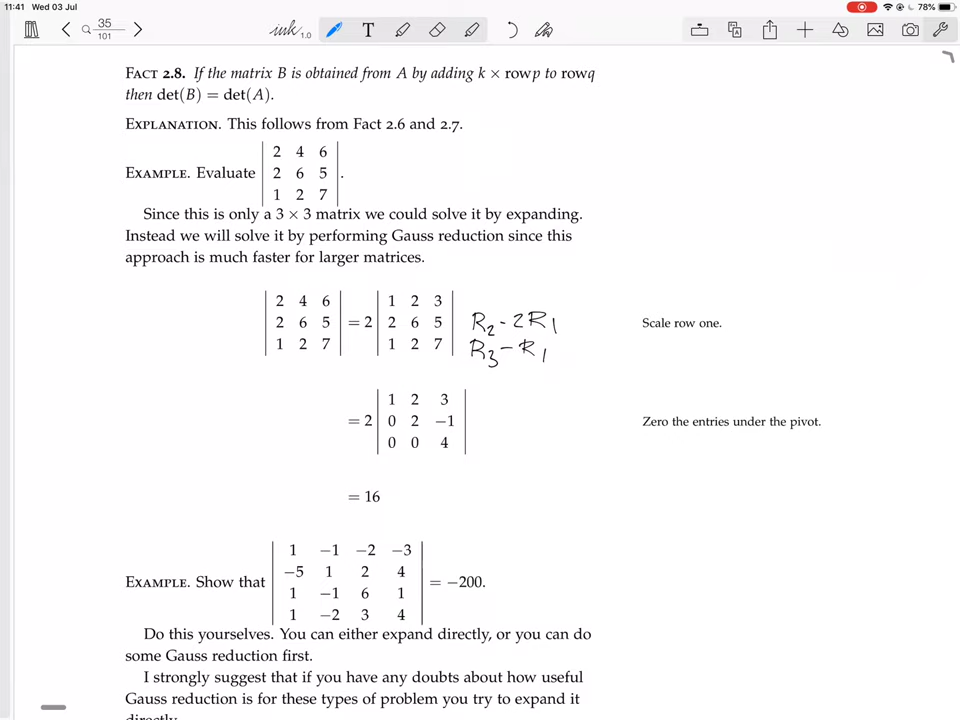 11:41 Wed 03 Jul 78%
35
101
ink 1.0 T
FACT 2.8. If the matrix B is obtained from A by adding k × rowp to rowq
then det(B) = det(A).
EXPLANATION. This follows from Fact 2.6 and 2.7.
2 4 6
EXAMPLE. Evaluate | 2 6 5 | .
1 2 7
Since this is only a 3 × 3 matrix we could solve it by expanding.
Instead we will solve it by performing Gauss reduction since this
approach is much faster for larger matrices.
| 2 4 6 | | 1 2 3 |
| 2 6 5 | = 2 | 2 6 5 | R₂ - 2R₁ Scale row one.
| 1 2 7 | | 1 2 7 | R₃ - R₁
| 1 2 3 |
= 2 | 0 2 −1 | Zero the entries under the pivot.
| 0 0 4 |
= 16
| 1 −1 −2 −3 |
| −5 1 2 4 |
EXAMPLE. Show that = −200.
| 1 −1 6 1 |
| 1 −2 3 4 |
Do this yourselves. You can either expand directly, or you can do
some Gauss reduction first.
I strongly suggest that if you have any doubts about how useful
Gauss reduction is for these types of problem you try to expand it
directly